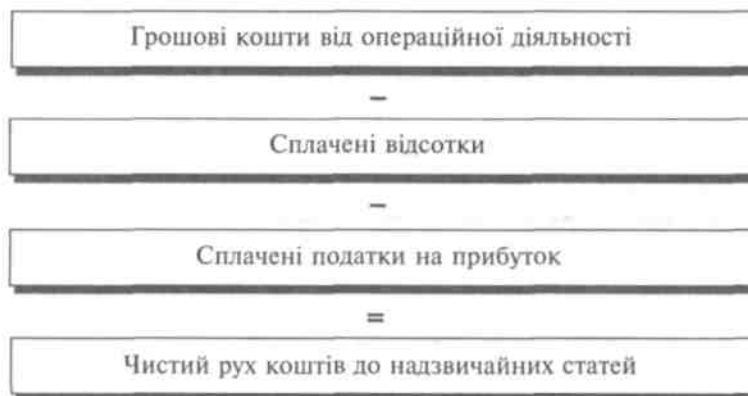 Грошові кошти від операційної діяльності
–
Сплачені відсотки
–
Сплачені податки на прибуток
=
Чистий рух коштів до надзвичайних статей